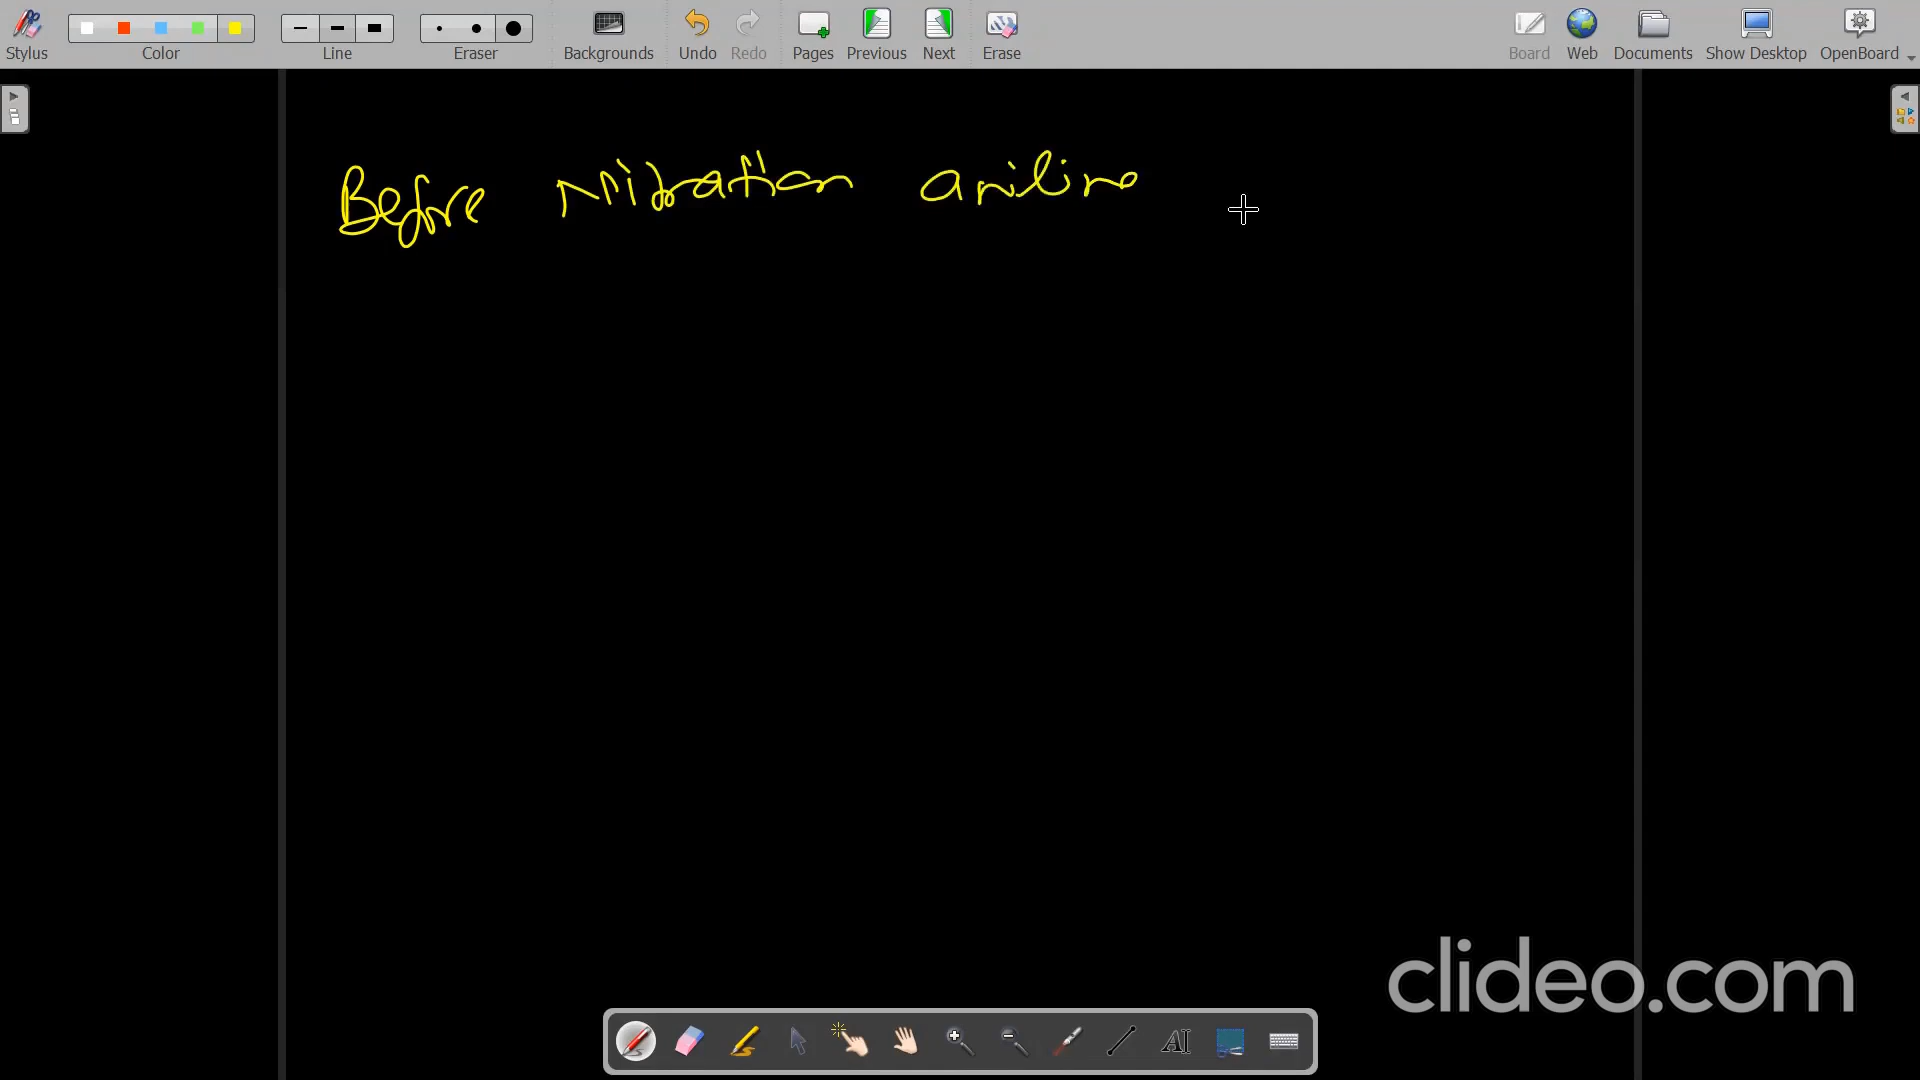 Stylus Color Line Eraser Backgrounds Undo Redo Pages Previous Next Erase Board Web Documents Show Desktop OpenBoard
Before Nitration aniline
clideo.com